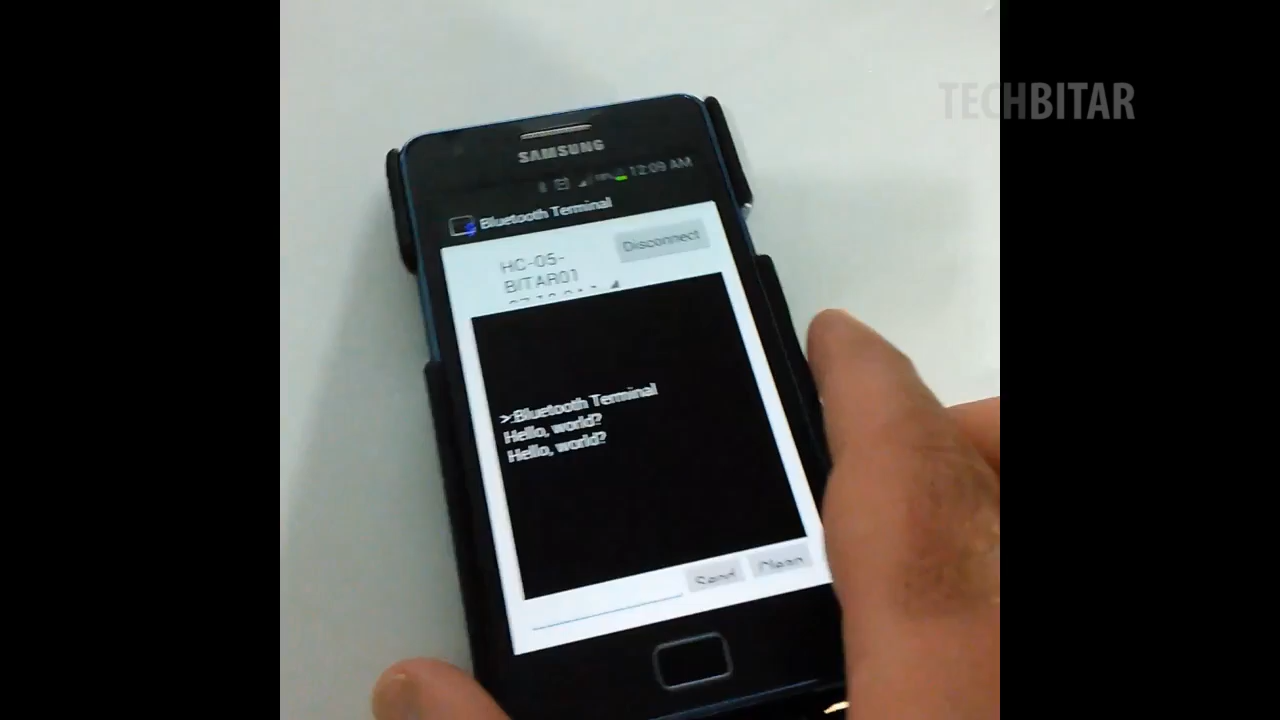 TECHBITAR
SAMSUNG
12:09 AM
Bluetooth Terminal
HC-05-
BITAR01
Disconnect
>:Bluetooth Terminal
Hello, world?
Hello, world?
Send
Clean